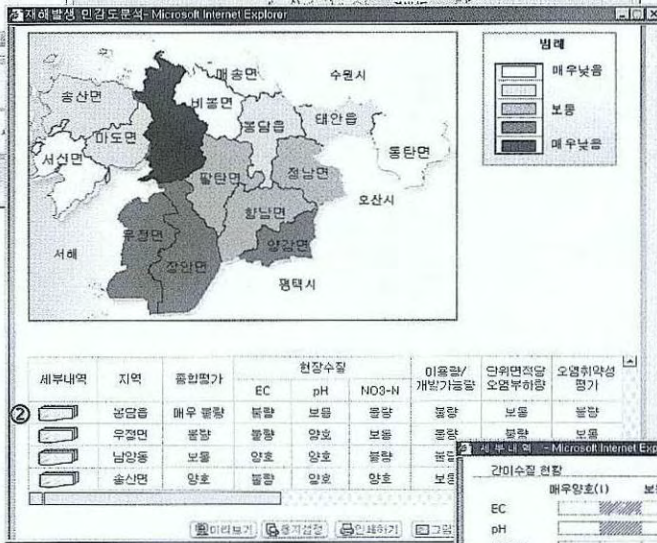 재해발생 민감도분석- Microsoft Internet Explorer
범례
매우낮음
보통
매우낮음
송산면
마도면
서신면
비봉면
매송면
수원시
봉담읍
태안읍
동탄면
팔탄면
정남면
오산시
향남면
우정면
장안면
양감면
서해
평택시
세부내역 지역 종합평가 현장수질 이용량/개발가능량 단위면적당 오염부하량 오염취약성 평가
EC pH NO3-N
② 봉담읍 매우 불량 불량 보통 불량 불량 보통 불량
우정면 불량 불량 양호 보통 불량 불량 보통
남양동 보통 양호 양호 불량
송산면 양호 불량 양호 양호
미리보기 용지설정 인쇄하기 그림
세부내역 - Microsoft Internet Exp
간이수질 현황
매우양호(1)
EC
pH